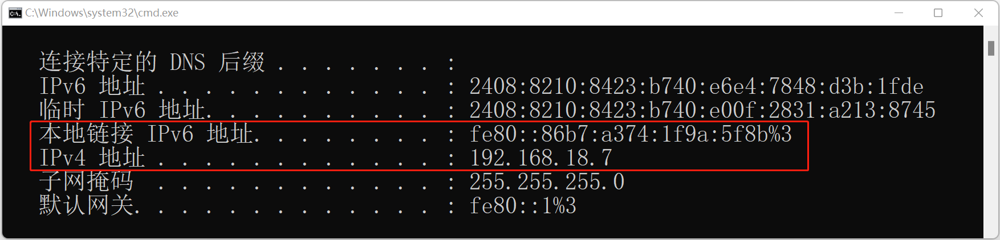 C:\Windows\system32\cmd.exe
连接特定的 DNS 后缀 . . . . . . . :
IPv6 地址 . . . . . . . . . . . . : 2408:8210:8423:b740:e6e4:7848:d3b:1fde
临时 IPv6 地址. . . . . . . . . . : 2408:8210:8423:b740:e00f:2831:a213:8745
本地链接 IPv6 地址. . . . . . . . : fe80::86b7:a374:1f9a:5f8b%3
IPv4 地址 . . . . . . . . . . . . : 192.168.18.7
子网掩码  . . . . . . . . . . . . : 255.255.255.0
默认网关. . . . . . . . . . . . . : fe80::1%3